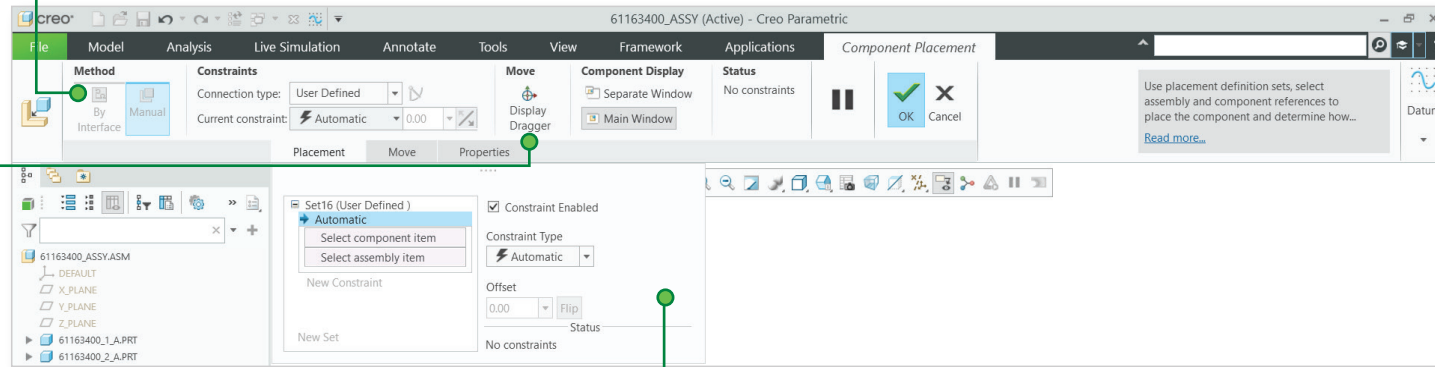 creo®
61163400_ASSY (Active) - Creo Parametric
File Model Analysis Live Simulation Annotate Tools View Framework Applications Component Placement
Method Constraints Move Component Display Status
By Interface
Manual
Connection type: User Defined
Current constraint: Automatic 0.00
Display Dragger
Separate Window
Main Window
No constraints
OK Cancel
Use placement definition sets, select
assembly and component references to
place the component and determine how...
Read more...
Datum
Placement Move Properties
Set16 (User Defined )
Automatic
Select component item
Select assembly item
New Constraint
New Set
Constraint Enabled
Constraint Type
Automatic
Offset
0.00 Flip
Status
No constraints
61163400_ASSY.ASM
DEFAULT
X_PLANE
Y_PLANE
Z_PLANE
61163400_1_A.PRT
61163400_2_A.PRT